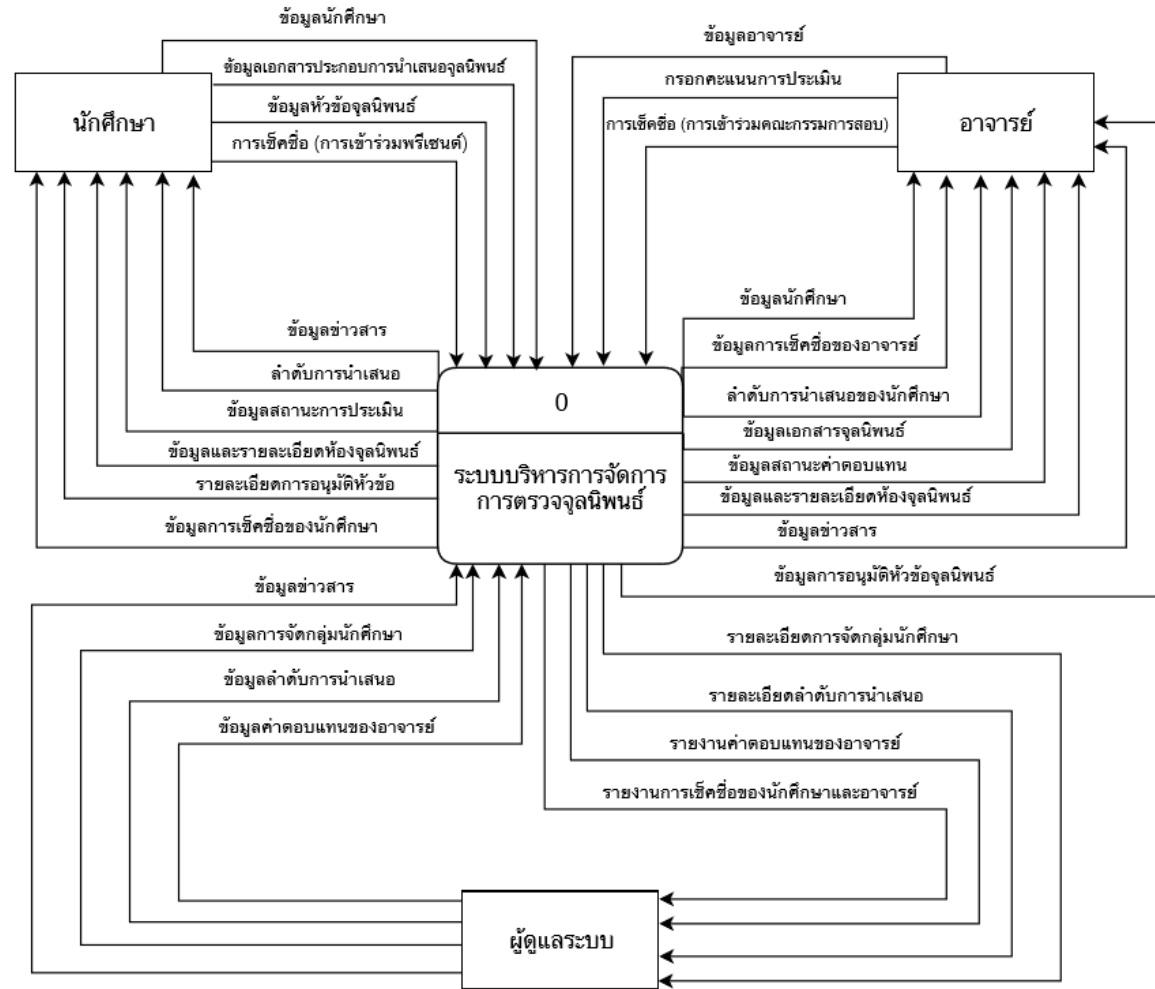 ข้อมูลนักศึกษา
ข้อมูลเอกสารประกอบการนำเสนอจุลนิพนธ์
ข้อมูลหัวข้อจุลนิพนธ์
การเช็คชื่อ (การเข้าร่วมพรีเซนต์)
นักศึกษา
ข้อมูลอาจารย์
กรอกคะแนนการประเมิน
การเช็คชื่อ (การเข้าร่วมคณะกรรมการสอบ)
อาจารย์
ข้อมูลข่าวสาร
ลำดับการนำเสนอ
ข้อมูลสถานะการประเมิน
ข้อมูลและรายละเอียดห้องจุลนิพนธ์
รายละเอียดการอนุมัติหัวข้อ
ข้อมูลการเช็คชื่อของนักศึกษา
0
ระบบบริหารการจัดการ
การตรวจจุลนิพนธ์
ข้อมูลนักศึกษา
ข้อมูลการเช็คชื่อของอาจารย์
ลำดับการนำเสนอของนักศึกษา
ข้อมูลเอกสารจุลนิพนธ์
ข้อมูลสถานะค่าตอบแทน
ข้อมูลและรายละเอียดห้องจุลนิพนธ์
ข้อมูลข่าวสาร
ข้อมูลการอนุมัติหัวข้อจุลนิพนธ์
ข้อมูลข่าวสาร
ข้อมูลการจัดกลุ่มนักศึกษา
ข้อมูลลำดับการนำเสนอ
ข้อมูลค่าตอบแทนของอาจารย์
รายละเอียดการจัดกลุ่มนักศึกษา
รายละเอียดลำดับการนำเสนอ
รายงานค่าตอบแทนของอาจารย์
รายงานการเช็คชื่อของนักศึกษาและอาจารย์
ผู้ดูแลระบบ